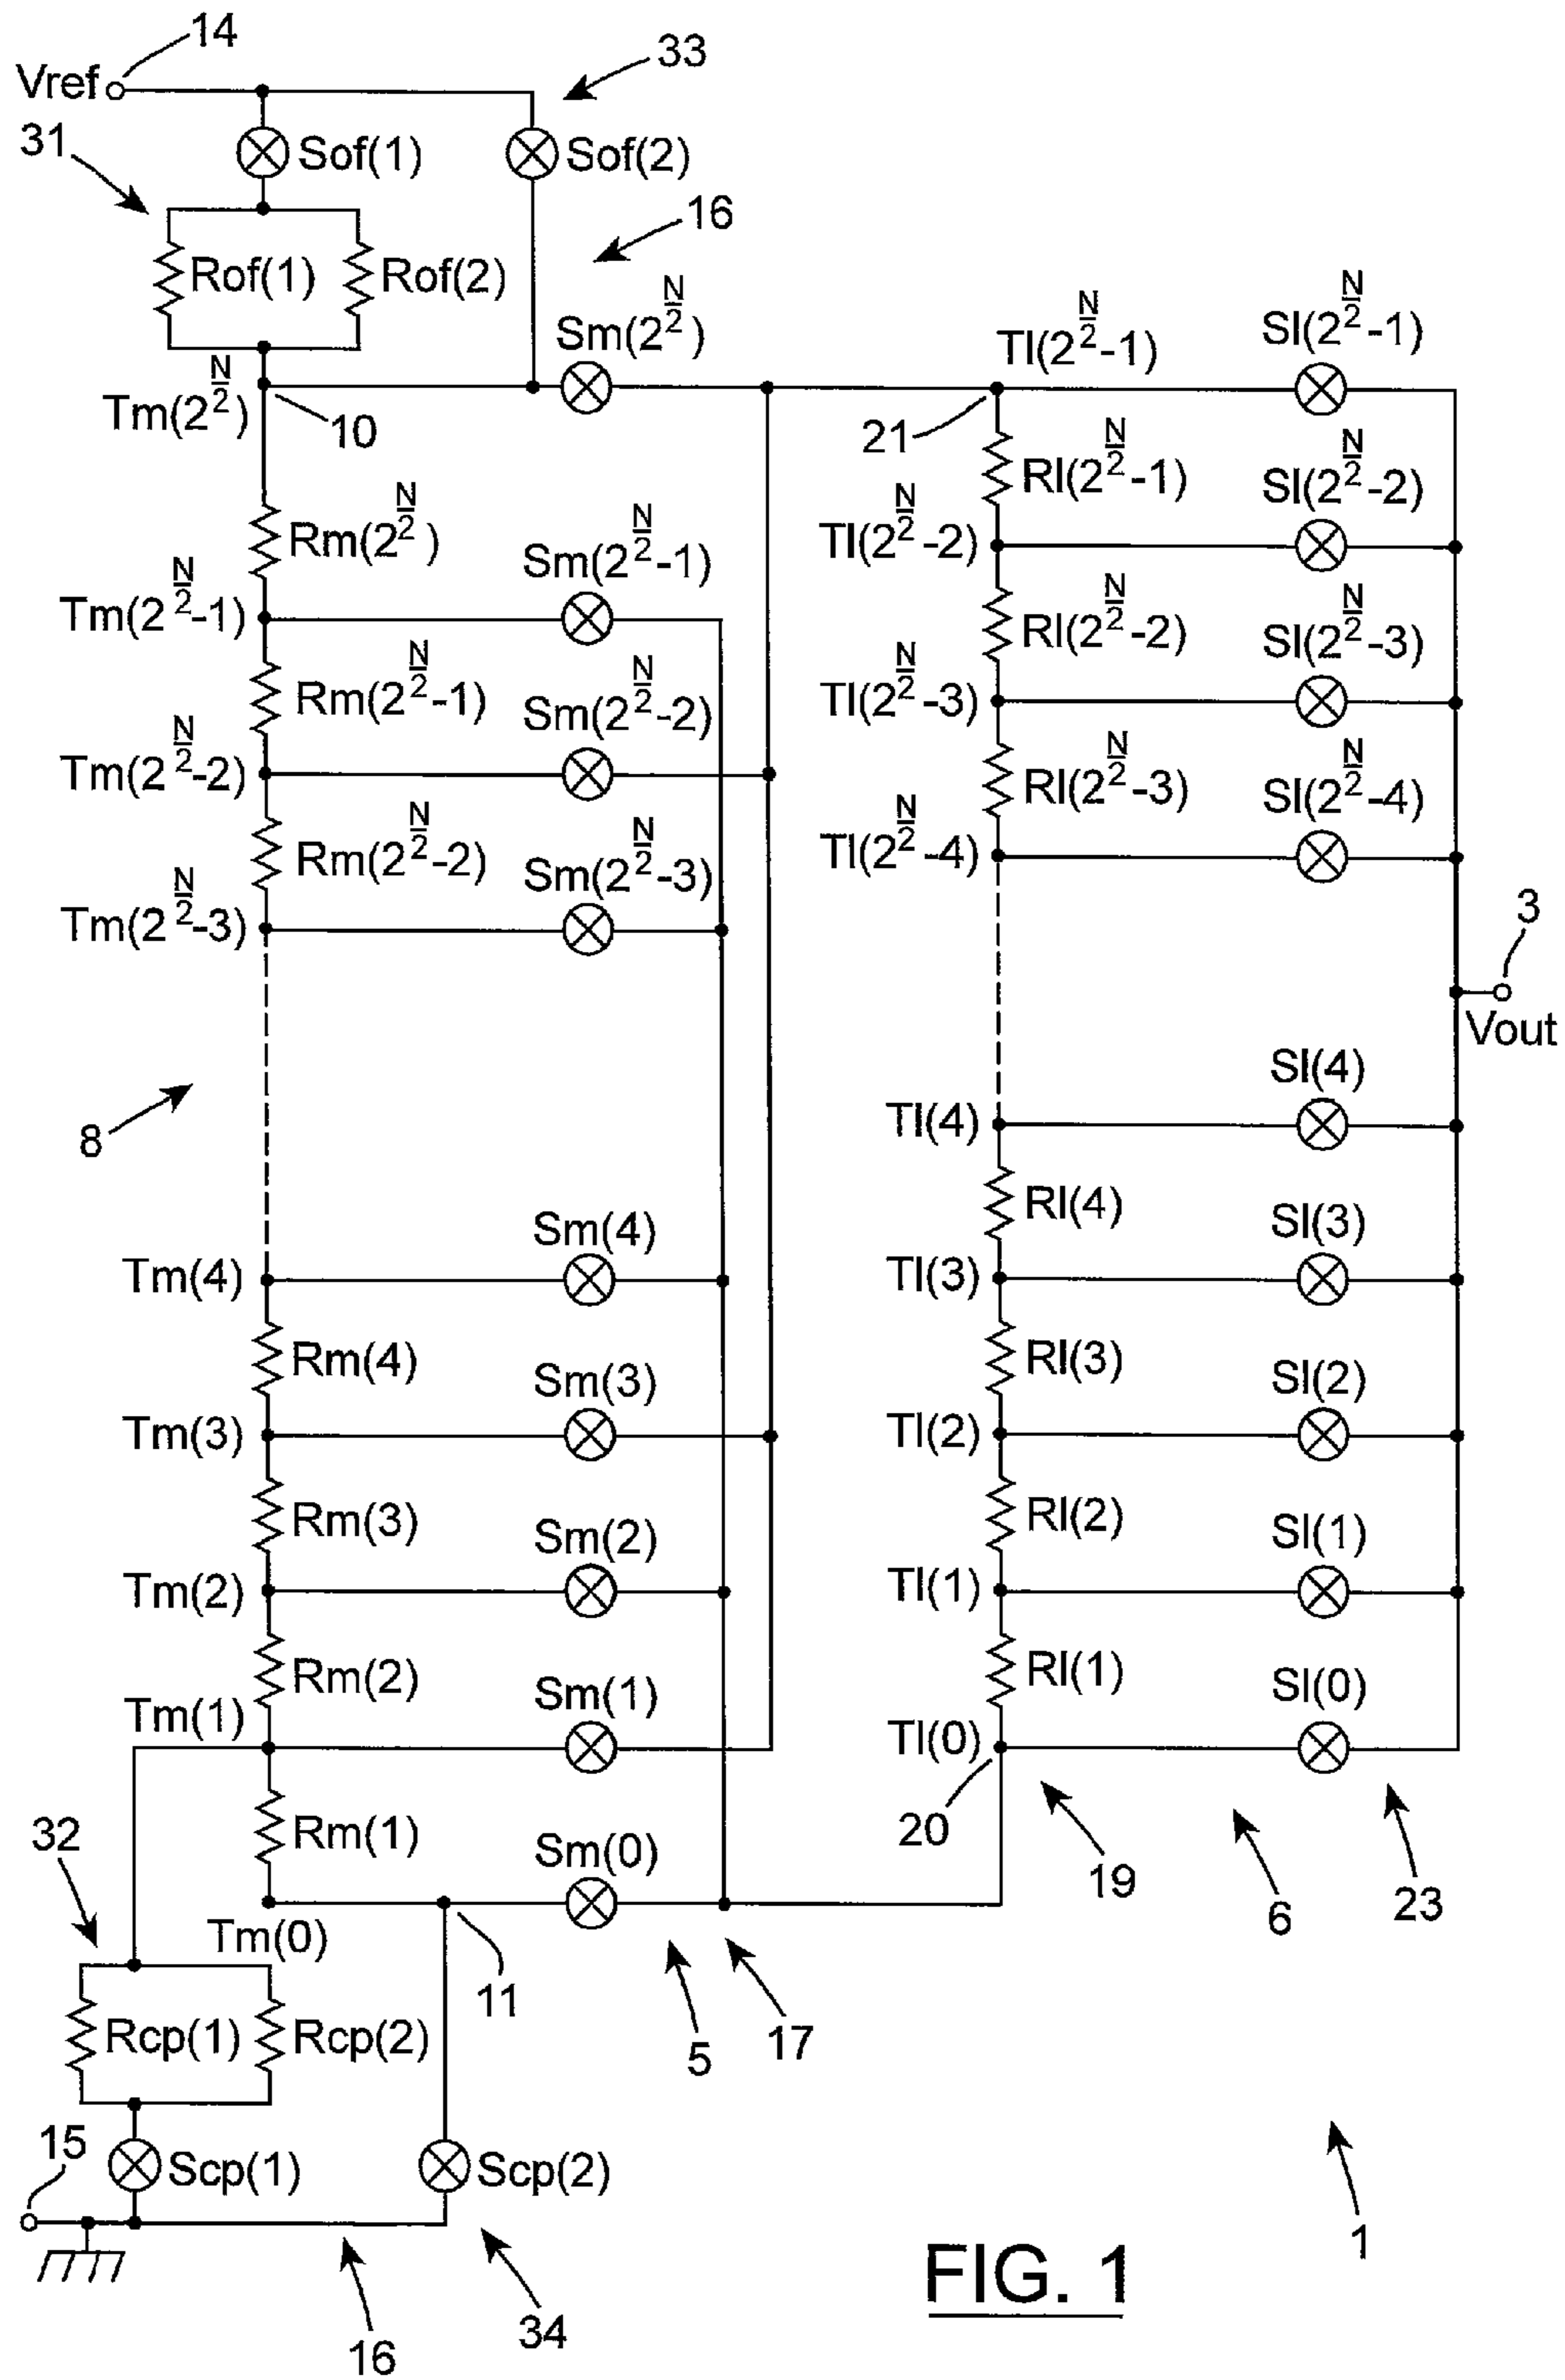 14
Vref
33
31
Sof(1)
Sof(2)
16
Rof(1)
Rof(2)
Sm(2^{N/2})
Tl(2^{N/2}-1)
Sl(2^{N/2}-1)
Tm(2^{N/2})
10
21
Rl(2^{N/2}-1)
Sl(2^{N/2}-2)
Rm(2^{N/2})
Sm(2^{N/2}-1)
Tl(2^{N/2}-2)
Tm(2^{N/2}-1)
Rl(2^{N/2}-2)
Sl(2^{N/2}-3)
Rm(2^{N/2}-1)
Sm(2^{N/2}-2)
Tl(2^{N/2}-3)
Tm(2^{N/2}-2)
Rl(2^{N/2}-3)
Sl(2^{N/2}-4)
Rm(2^{N/2}-2)
Sm(2^{N/2}-3)
Tl(2^{N/2}-4)
Tm(2^{N/2}-3)
3
Vout
8
Sl(4)
Tl(4)
Sm(4)
Rl(4)
Sl(3)
Tm(4)
Tl(3)
Rm(4)
Sm(3)
Rl(3)
Sl(2)
Tm(3)
Tl(2)
Rm(3)
Sm(2)
Rl(2)
Sl(1)
Tm(2)
Tl(1)
Rm(2)
Sm(1)
Rl(1)
Sl(0)
Tm(1)
Tl(0)
32
Rm(1)
Sm(0)
20
19
6
23
Tm(0)
11
5
17
Rcp(1)
Rcp(2)
15
Scp(1)
Scp(2)
1
16
34
FIG. 1